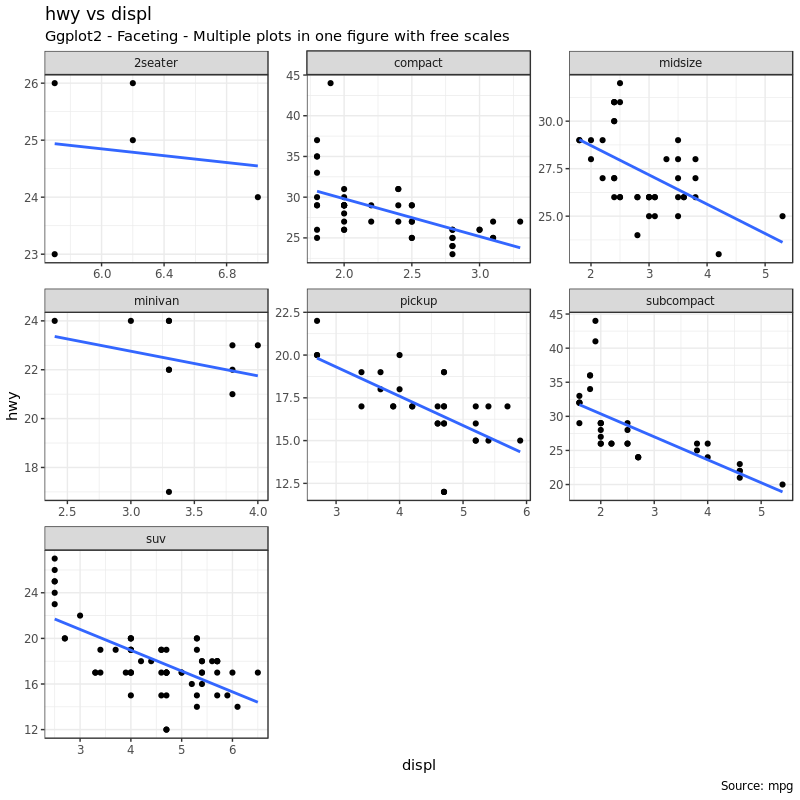 hwy vs displ
Ggplot2 - Faceting - Multiple plots in one figure with free scales
2seater
26
25
24
23
6.0 6.4 6.8
compact
45
40
35
30
25
2.0 2.5 3.0
midsize
30.0
27.5
25.0
2 3 4 5
minivan
24
22
20
18
2.5 3.0 3.5 4.0
pickup
22.5
20.0
17.5
15.0
12.5
3 4 5 6
subcompact
45
40
35
30
25
20
2 3 4 5
hwy
suv
24
20
16
12
3 4 5 6
displ
Source: mpg